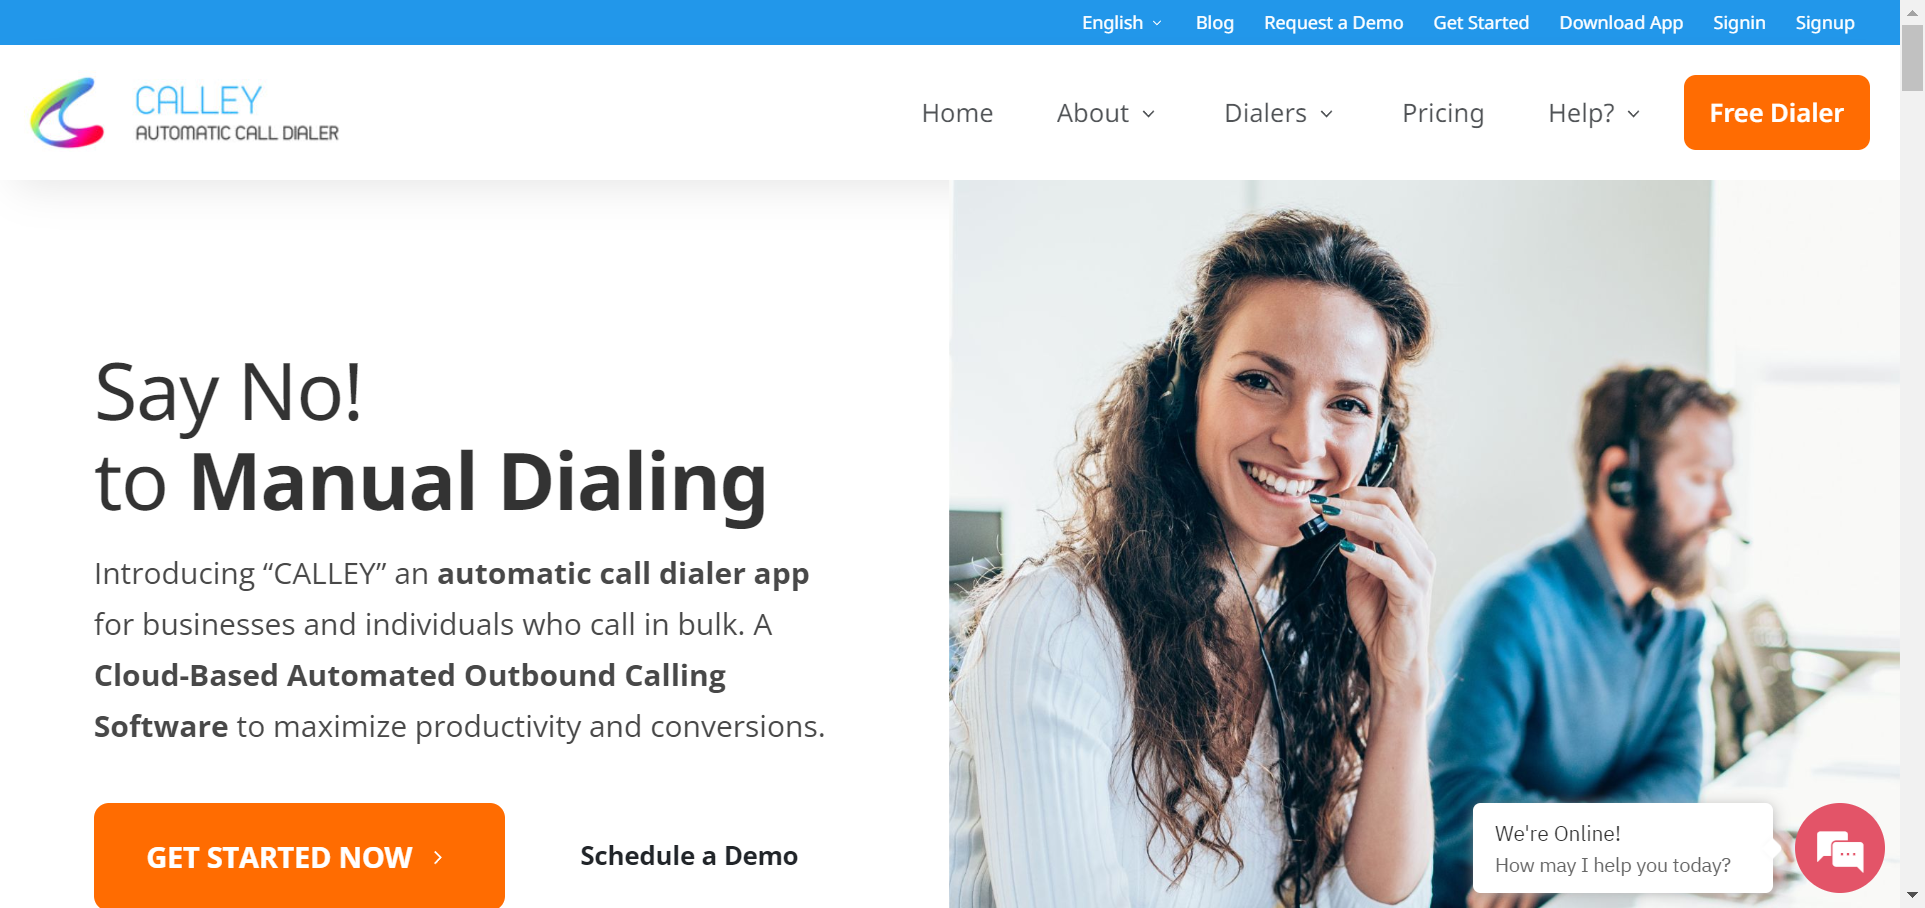 English Blog Request a Demo Get Started Download App Signin Signup
CALLEY
AUTOMATIC CALL DIALER
Home About Dialers Pricing Help? Free Dialer
Say No!
to Manual Dialing
Introducing “CALLEY” an automatic call dialer app
for businesses and individuals who call in bulk. A
Cloud-Based Automated Outbound Calling
Software to maximize productivity and conversions.
GET STARTED NOW
Schedule a Demo
We're Online!
How may I help you today?